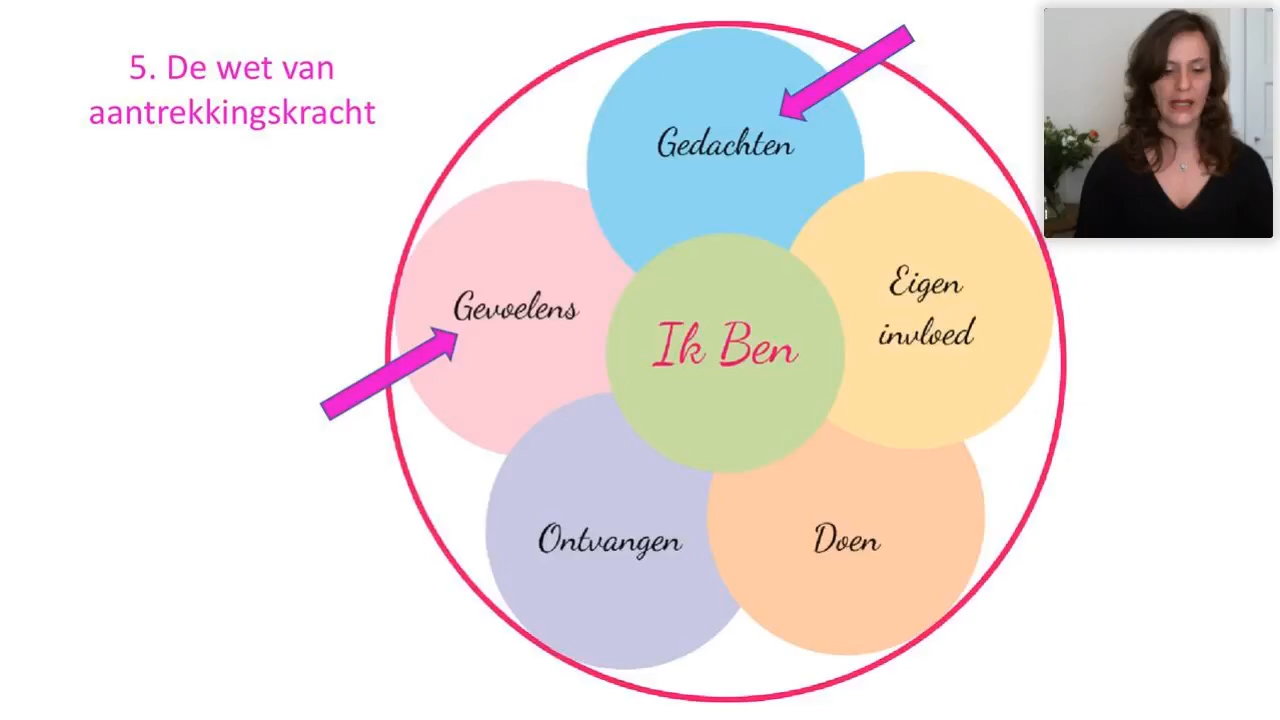 5. De wet van
aantrekkingskracht
Gedachten
Eigen
invloed
Gevoelens
Ik Ben
Ontvangen
Doen